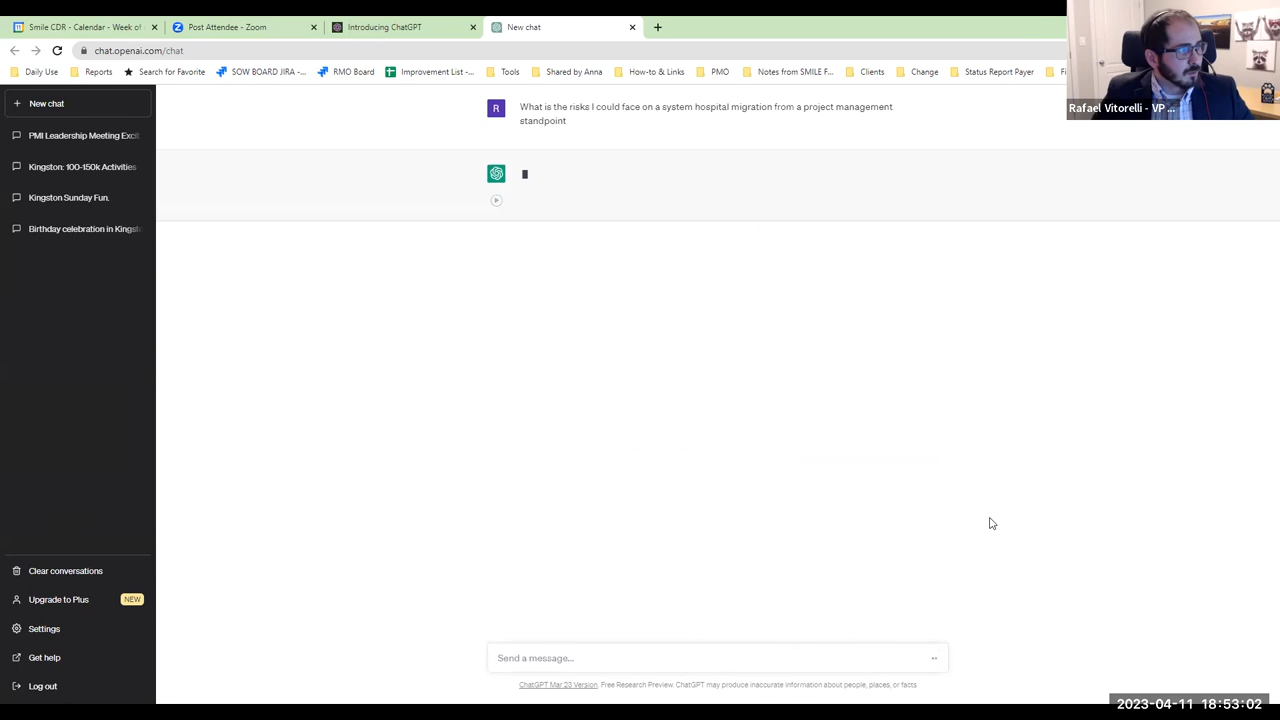 Smile CDR - Calendar - Week of
Post Attendee - Zoom
Introducing ChatGPT
New chat
chat.openai.com/chat
Daily Use
Reports
Search for Favorite
SOW BOARD JIRA -...
RMO Board
Improvement List -...
Tools
Shared by Anna
How-to & Links
PMO
Notes from SMILE F...
Clients
Change
Status Report Payer
Rafael Vitorelli - VP ...
New chat
PMI Leadership Meeting Excit
Kingston: 100-150k Activities
Kingston Sunday Fun.
Birthday celebration in Kingst
R
What is the risks I could face on a system hospital migration from a project management
standpoint
Clear conversations
Upgrade to Plus
NEW
Settings
Get help
Log out
Send a message...
ChatGPT Mar 23 Version. Free Research Preview. ChatGPT may produce inaccurate information about people, places, or facts
2023-04-11 18:53:02